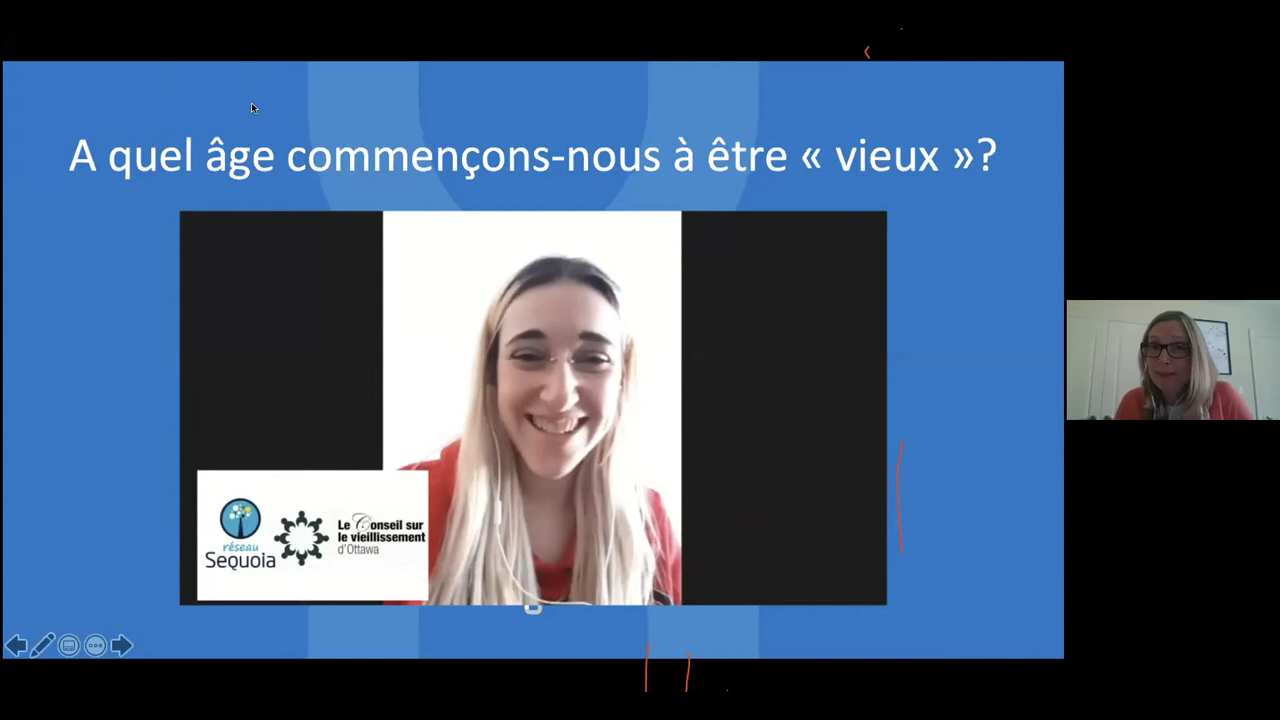 A quel âge commençons-nous à être « vieux »?
réseau
Sequoia
Le Conseil sur
le vieillissement
d'Ottawa